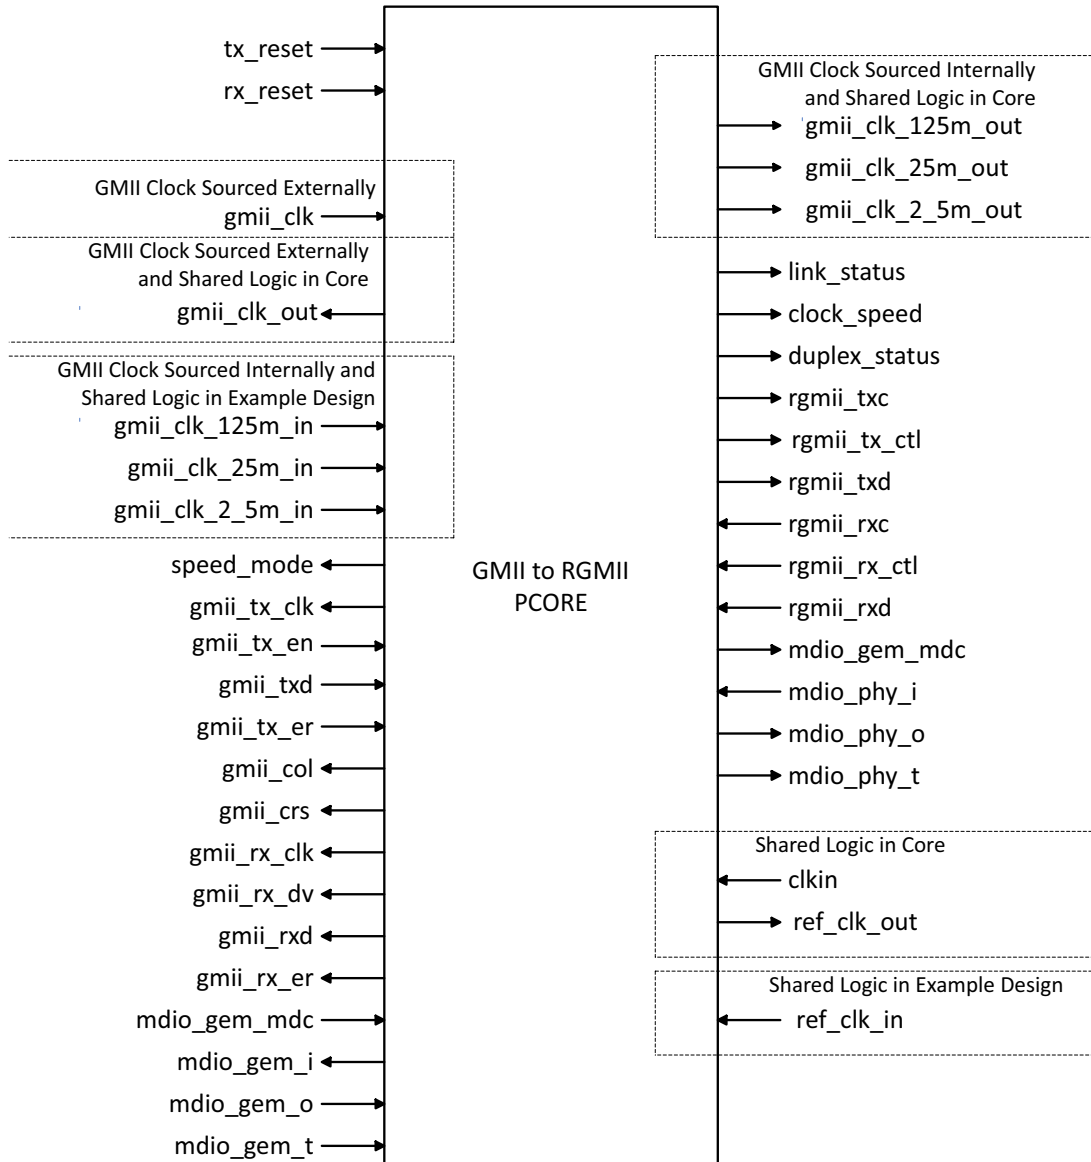 tx_reset
rx_reset
GMII Clock Sourced Externally
gmii_clk
GMII Clock Sourced Externally
and Shared Logic in Core
gmii_clk_out
GMII Clock Sourced Internally and
Shared Logic in Example Design
gmii_clk_125m_in
gmii_clk_25m_in
gmii_clk_2_5m_in
speed_mode
gmii_tx_clk
gmii_tx_en
gmii_txd
gmii_tx_er
gmii_col
gmii_crs
gmii_rx_clk
gmii_rx_dv
gmii_rxd
gmii_rx_er
mdio_gem_mdc
mdio_gem_i
mdio_gem_o
mdio_gem_t
GMII to RGMII
PCORE
GMII Clock Sourced Internally
and Shared Logic in Core
gmii_clk_125m_out
gmii_clk_25m_out
gmii_clk_2_5m_out
link_status
clock_speed
duplex_status
rgmii_txc
rgmii_tx_ctl
rgmii_txd
rgmii_rxc
rgmii_rx_ctl
rgmii_rxd
mdio_gem_mdc
mdio_phy_i
mdio_phy_o
mdio_phy_t
Shared Logic in Core
clkin
ref_clk_out
Shared Logic in Example Design
ref_clk_in